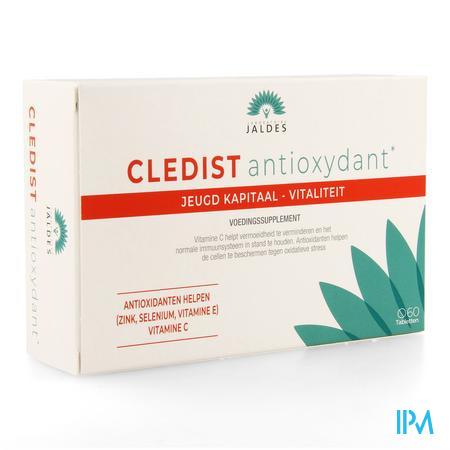 LABORATOIRE
JALDES
CLEDIST antioxydant*
JEUGD KAPITAAL - VITALITEIT
VOEDINGSSUPPLEMENT
Vitamine C helpt vermoeidheid te verminderen en het
normale immuunsysteem in stand te houden. Antioxidanten helpen
de cellen te beschermen tegen oxidatieve stress
ANTIOXIDANTEN HELPEN
(ZINK, SELENIUM, VITAMINE E)
VITAMINE C
60
Tabletten
CLEDIST antioxydant*
JALDES
IPM